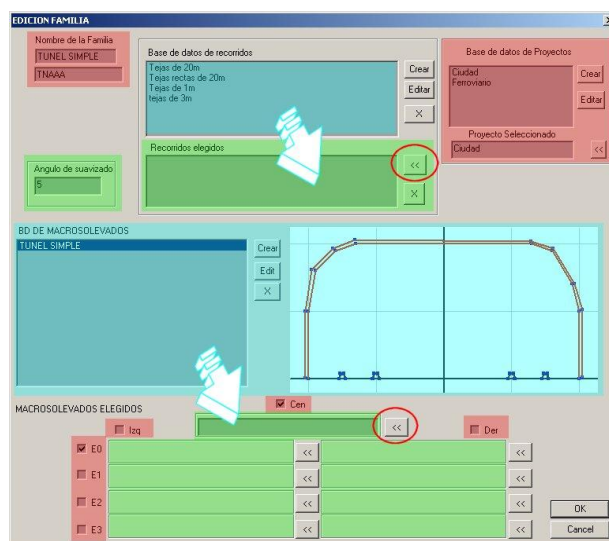 EDICION FAMILIA
Nombre de la Familia
TUNEL SIMPLE
TNAAA
Base de datos de recorridos
Tejas de 20m
Tejas rectas de 20m
Tejas de 1m
tejas de 3m
Crear
Editar
X
Base de datos de Proyectos
Ciudad
Ferroviario
Crear
Editar
Proyecto Seleccionado
Ciudad
<<
Recorridos elegidos
<<
X
Angulo de suavizado
5
BD DE MACROSOLEVADOS
TUNEL SIMPLE
Crear
Edit
X
MACROSOLEVADOS ELEGIDOS
Cen
<<
Izq
Der
E0
<<
<<
E1
<<
<<
E2
<<
<<
E3
<<
<<
OK
Cancel